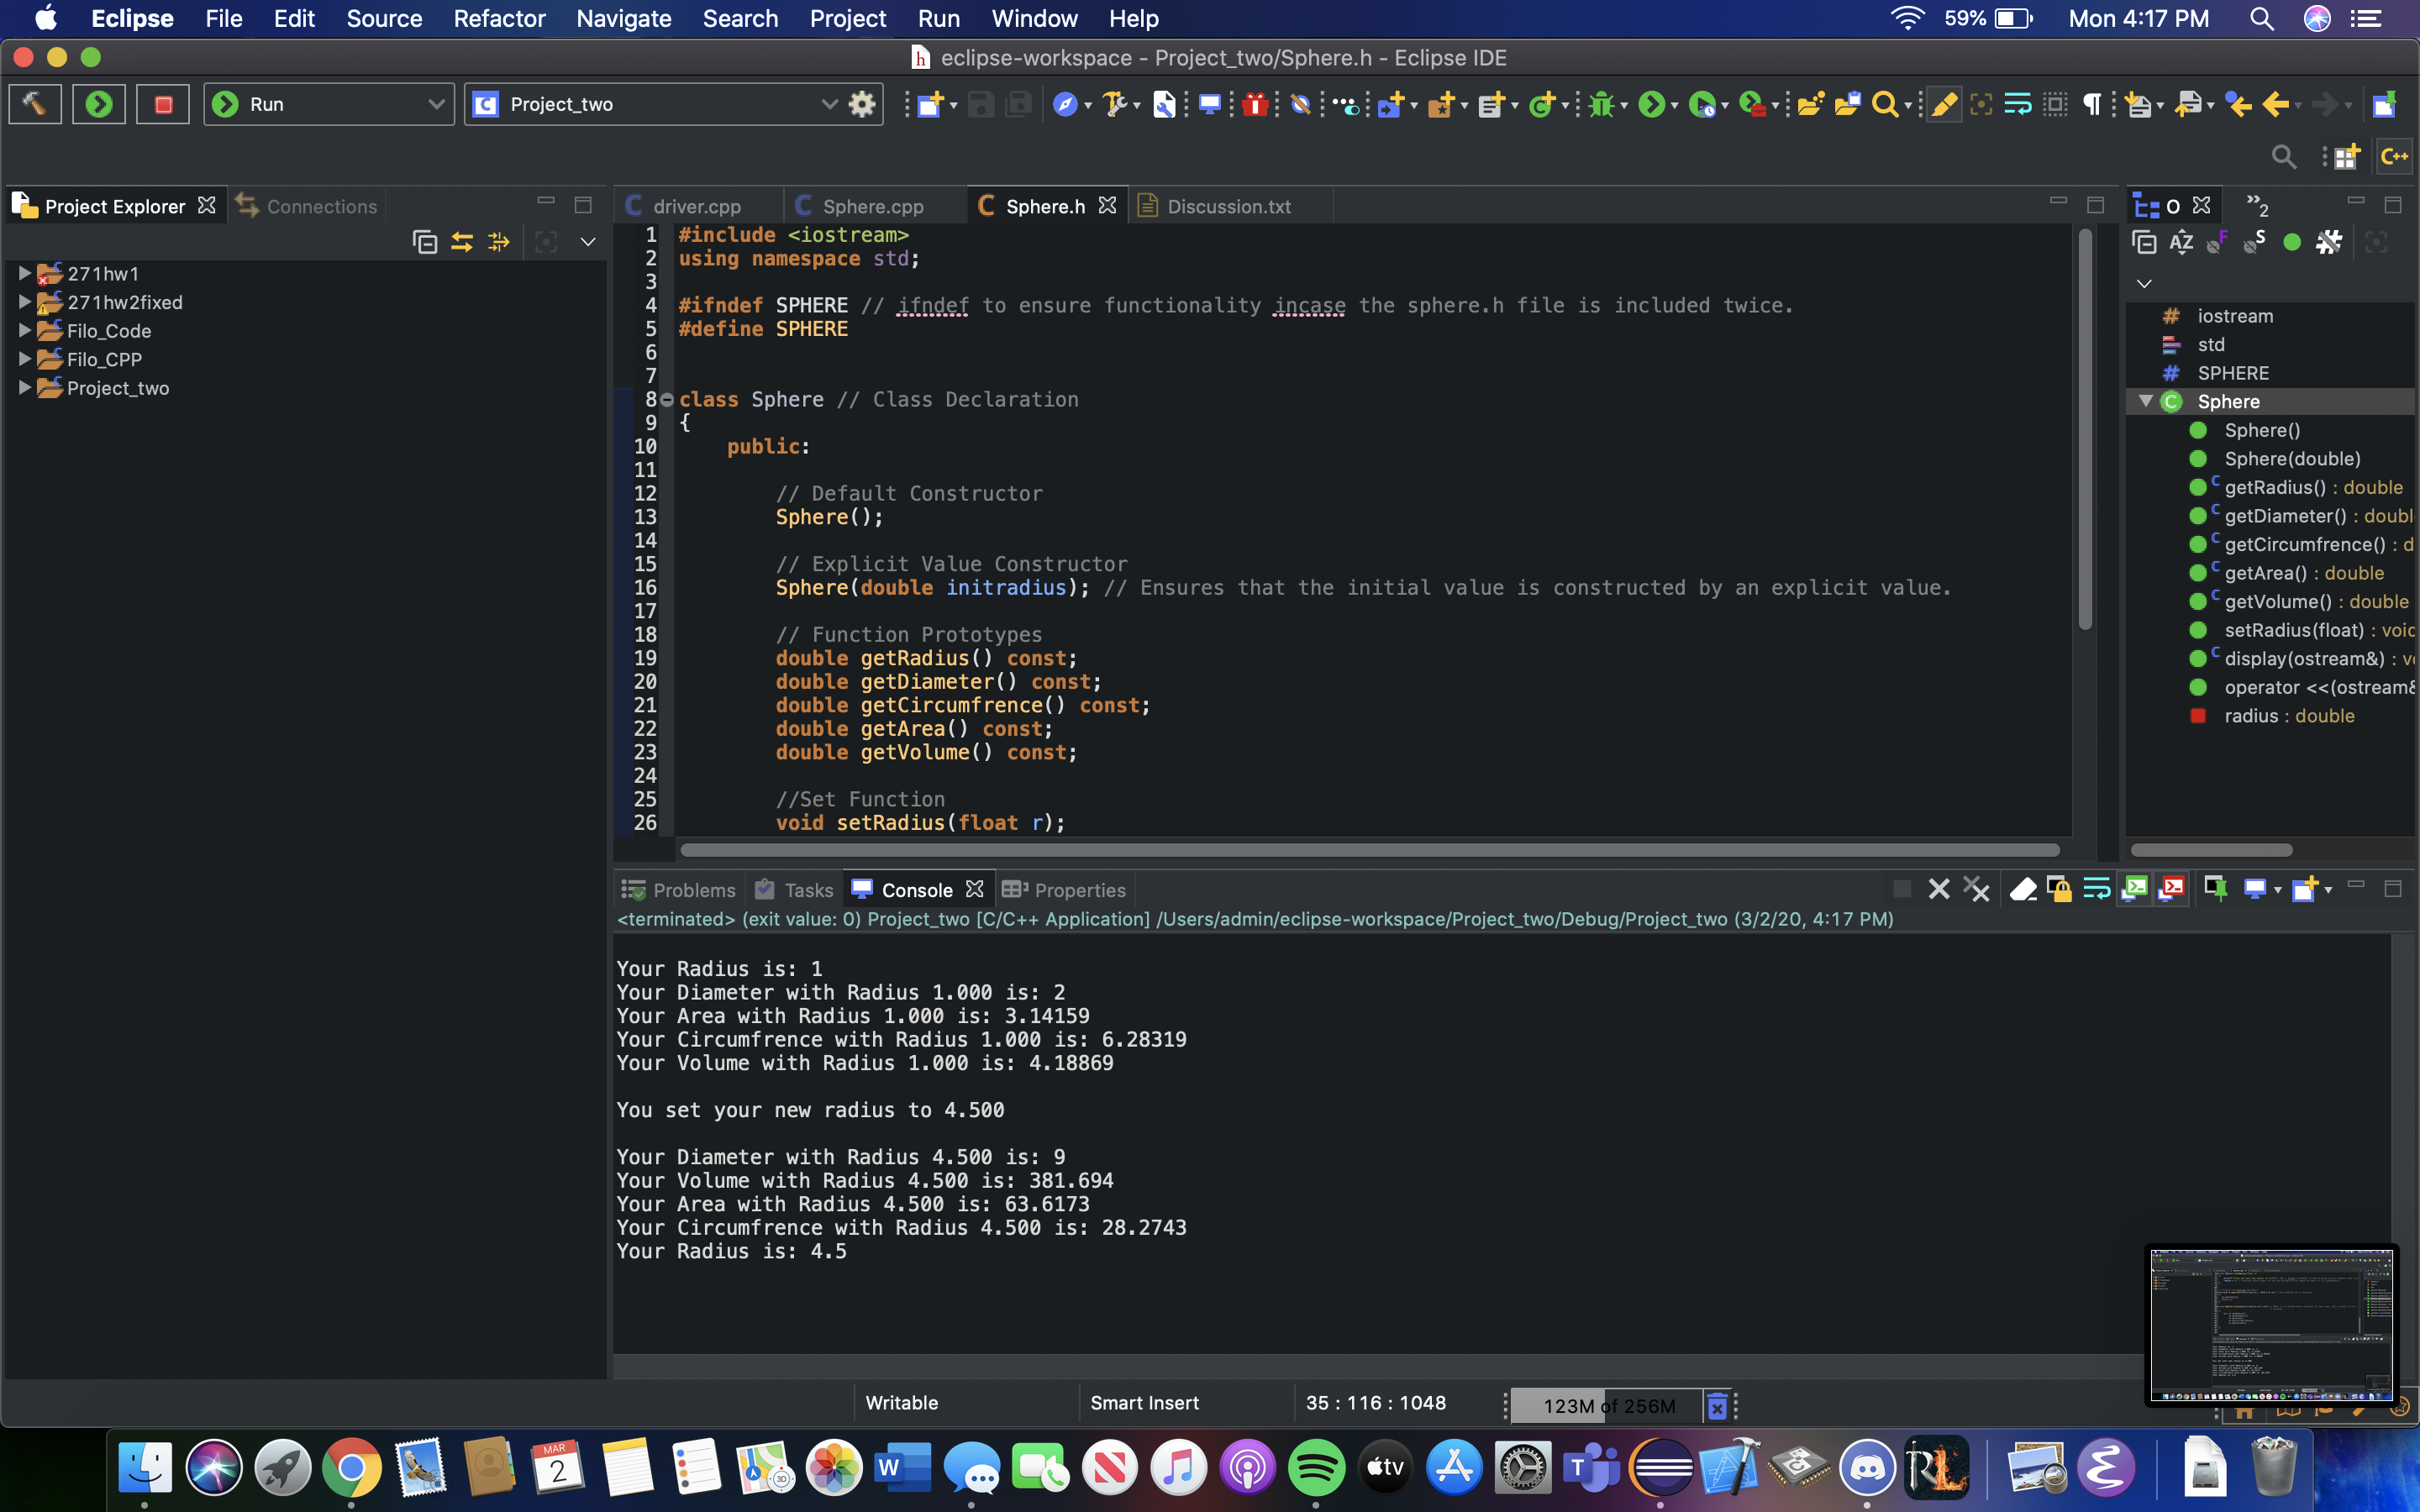 Eclipse File Edit Source Refactor Navigate Search Project Run Window Help 59% Mon 4:17 PM
eclipse-workspace - Project_two/Sphere.h - Eclipse IDE
Run Project_two
C++
Project Explorer Connections
271hw1
271hw2fixed
Filo_Code
Filo_CPP
Project_two
driver.cpp Sphere.cpp Sphere.h Discussion.txt
1 #include <iostream>
2 using namespace std;
3
4 #ifndef SPHERE // ifndef to ensure functionality incase the sphere.h file is included twice.
5 #define SPHERE
6
7
8 class Sphere // Class Declaration
9 {
10 public:
11
12 // Default Constructor
13 Sphere();
14
15 // Explicit Value Constructor
16 Sphere(double initradius); // Ensures that the initial value is constructed by an explicit value.
17
18 // Function Prototypes
19 double getRadius() const;
20 double getDiameter() const;
21 double getCircumfrence() const;
22 double getArea() const;
23 double getVolume() const;
24
25 //Set Function
26 void setRadius(float r);
O 2
iostream
std
SPHERE
Sphere
Sphere()
Sphere(double)
getRadius() : double
getDiameter() : doubl
getCircumfrence() : d
getArea() : double
getVolume() : double
setRadius(float) : voic
display(ostream&) : v
operator <<(ostream&
radius : double
Problems Tasks Console Properties
<terminated> (exit value: 0) Project_two [C/C++ Application] /Users/admin/eclipse-workspace/Project_two/Debug/Project_two (3/2/20, 4:17 PM)
Your Radius is: 1
Your Diameter with Radius 1.000 is: 2
Your Area with Radius 1.000 is: 3.14159
Your Circumfrence with Radius 1.000 is: 6.28319
Your Volume with Radius 1.000 is: 4.18869
You set your new radius to 4.500
Your Diameter with Radius 4.500 is: 9
Your Volume with Radius 4.500 is: 381.694
Your Area with Radius 4.500 is: 63.6173
Your Circumfrence with Radius 4.500 is: 28.2743
Your Radius is: 4.5
Writable Smart Insert 35 : 116 : 1048 123M of 256M
MAR
2
3D
W
tv
T
RL